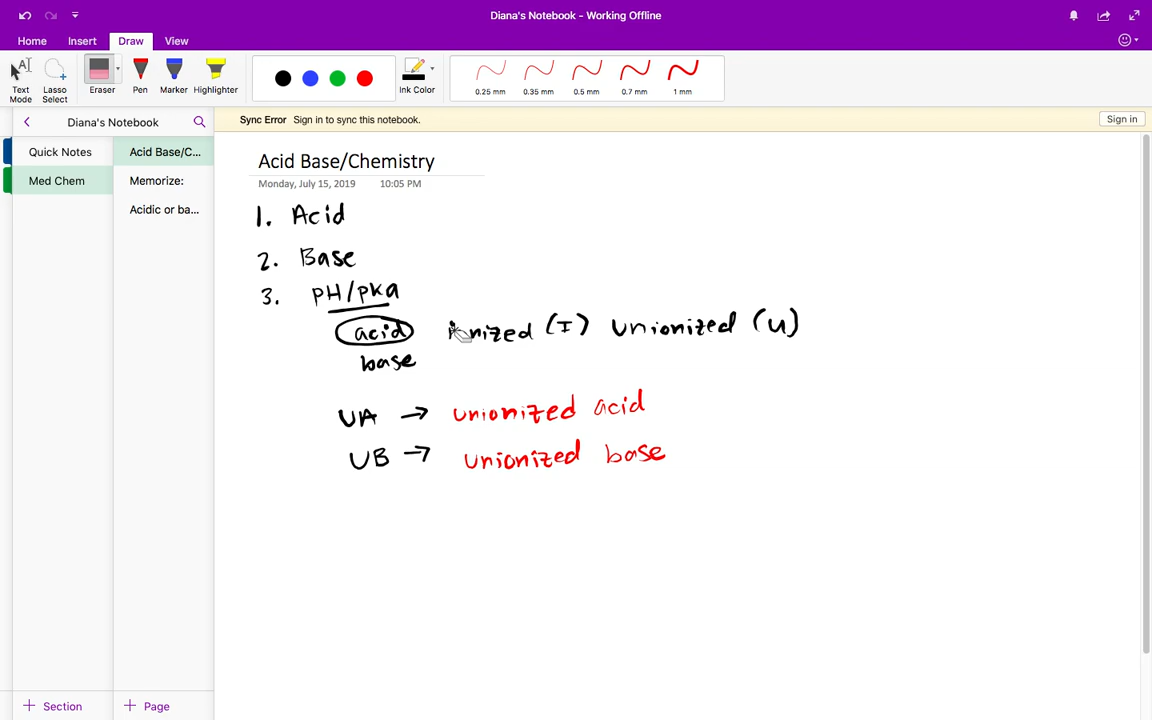 Diana's Notebook - Working Offline
Home Insert Draw View
Text Mode Lasso Select Eraser Pen Marker Highlighter Ink Color 0.25 mm 0.35 mm 0.5 mm 0.7 mm 1 mm
Diana's Notebook
Sync Error Sign in to sync this notebook. Sign in
Quick Notes
Med Chem
Acid Base/C...
Memorize:
Acidic or ba...
Acid Base/Chemistry
Monday, July 15, 2019 10:05 PM
1. Acid
2. Base
3. PH/pka
acid ionized (I) unionized (U)
base
UA → unionized acid
UB → unionized base
+ Section + Page